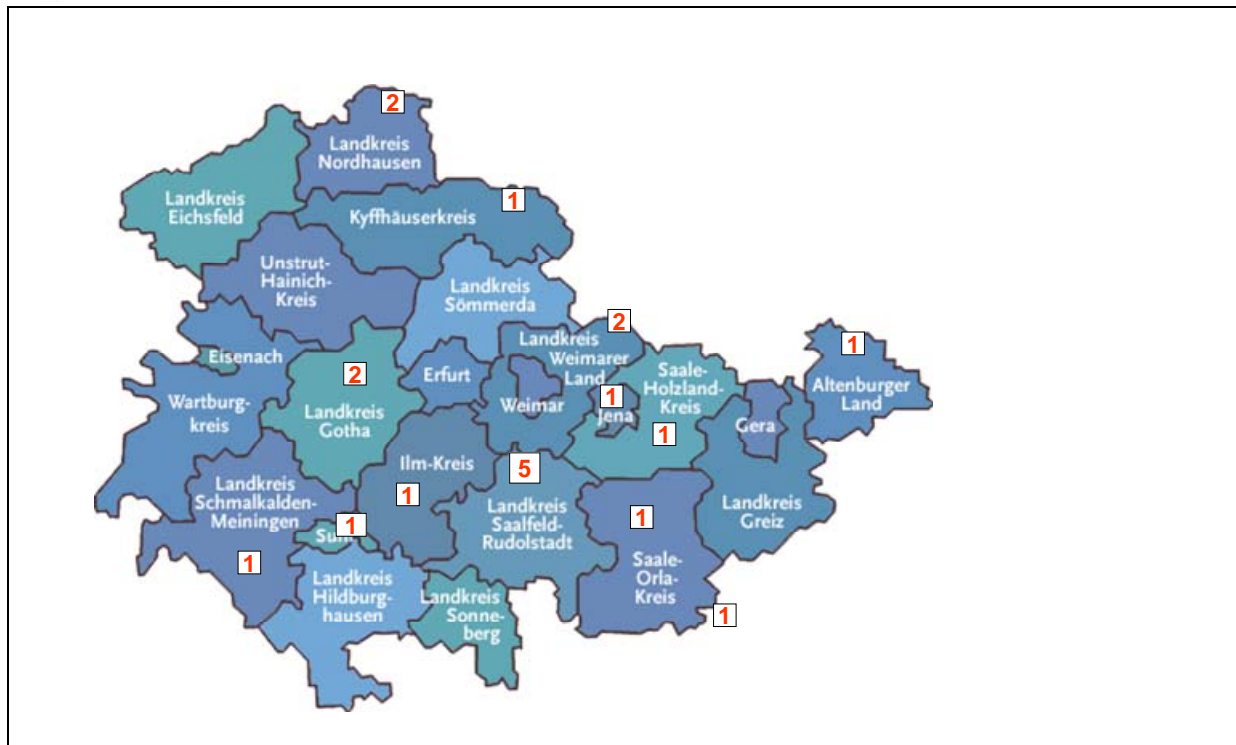 2
Landkreis
Nordhausen
Landkreis
Eichsfeld
1
Kyffhäuserkreis
Unstrut-
Hainich-
Kreis
Landkreis
Sömmerda
2
Landkreis
Weimarer
Land
1
Eisenach
2
Erfurt
Saale-
Holzland-
Kreis
1
Altenburger
Land
Wartburg-
kreis
Landkreis
Gotha
Weimar
1
Jena
Gera
Ilm-Kreis
1
5
Landkreis
Saalfeld-
Rudolstadt
Landkreis
Schmalkalden-
Meiningen
1
1
Landkreis
Greiz
1
Saale-
Orla-
Kreis
1
Landkreis
Hildburg-
hausen
Landkreis
Sonne-
berg